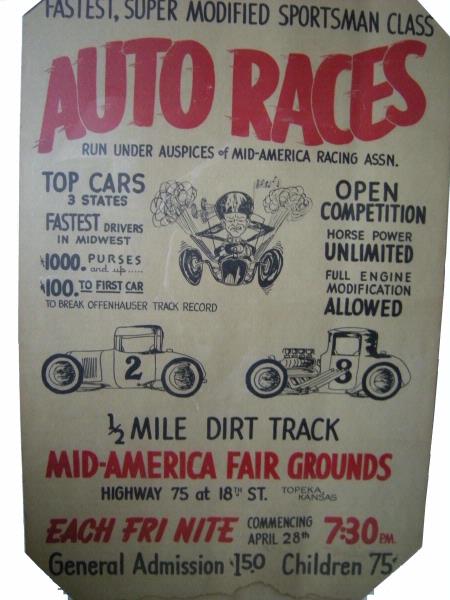 FASTEST, SUPER MODIFIED SPORTSMAN CLASS
AUTO RACES
RUN UNDER AUSPICES of MID-AMERICA RACING ASSN.
TOP CARS
3 STATES
FASTEST DRIVERS
IN MIDWEST
$1000. PURSES
and up.....
$100. TO FIRST CAR
TO BREAK OFFENHAUSER TRACK RECORD
OPEN
COMPETITION
HORSE POWER
UNLIMITED
FULL ENGINE
MODIFICATION
ALLOWED
2
8
1/2 MILE DIRT TRACK
MID-AMERICA FAIR GROUNDS
HIGHWAY 75 at 18TH ST. TOPEKA, KANSAS
EACH FRI NITE COMMENCING APRIL 28th 7:30 P.M.
General Admission $1.50 Children 75¢